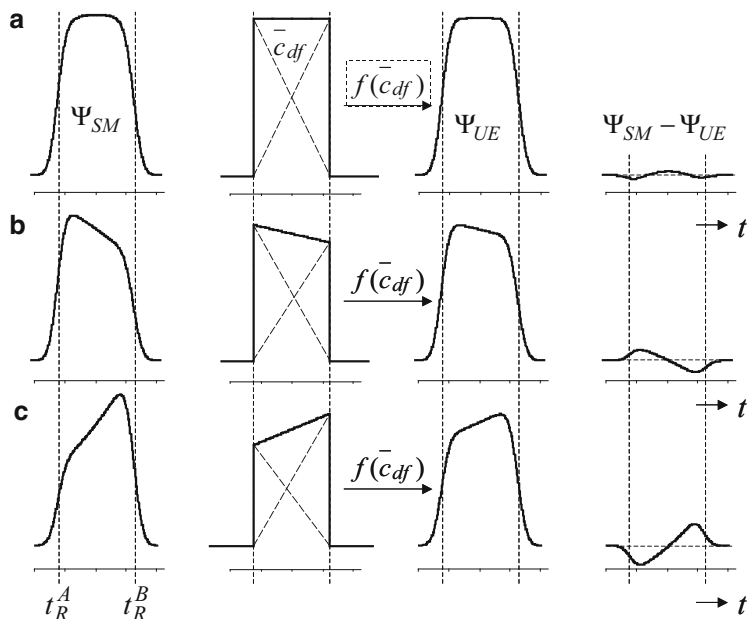 a
c̄_df
Ψ_SM
f(c̄_df)
Ψ_UE
Ψ_SM − Ψ_UE
t
b
f(c̄_df)
t
c
f(c̄_df)
t_R^A
t_R^B
t